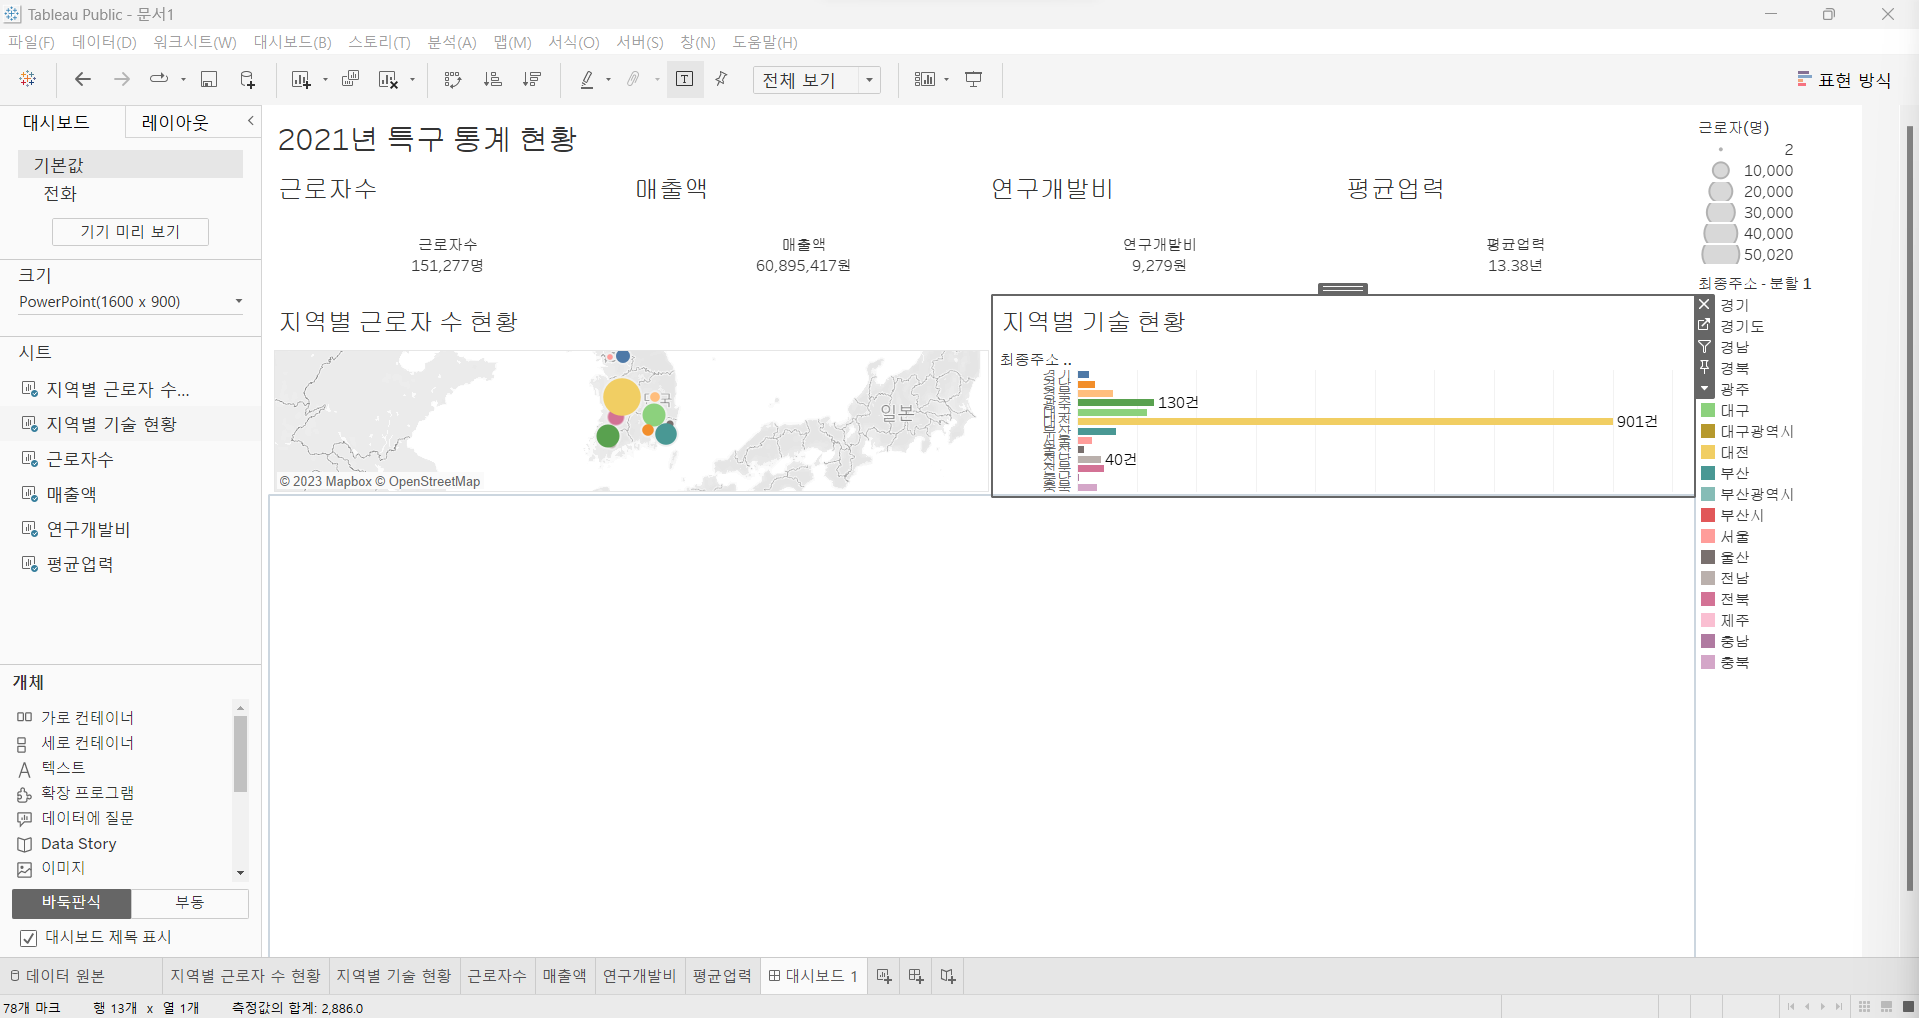 Tableau Public - 문서1
파일(F) 데이터(D) 워크시트(W) 대시보드(B) 스토리(T) 분석(A) 맵(M) 서식(O) 서버(S) 창(N) 도움말(H)
전체 보기
표현 방식
대시보드 레이아웃
기본값
전화
기기 미리 보기
크기
PowerPoint(1600 x 900)
시트
지역별 근로자 수...
지역별 기술 현황
근로자수
매출액
연구개발비
평균업력
개체
가로 컨테이너
세로 컨테이너
텍스트
확장 프로그램
데이터에 질문
Data Story
이미지
바둑판식 부동
대시보드 제목 표시
2021년 특구 통계 현황
근로자수 매출액 연구개발비 평균업력
근로자수 매출액 연구개발비 평균업력
151,277명 60,895,417원 9,279원 13.38년
지역별 근로자 수 현황
일본
© 2023 Mapbox © OpenStreetMap
지역별 기술 현황
최종주소 ..
130건
901건
40건
근로자(명)
2
10,000
20,000
30,000
40,000
50,020
최종주소 - 분할 1
경기
경기도
경남
경북
광주
대구
대구광역시
대전
부산
부산광역시
부산시
서울
울산
전남
전북
제주
충남
충북
데이터 원본 지역별 근로자 수 현황 지역별 기술 현황 근로자수 매출액 연구개발비 평균업력 대시보드 1
78개 마크 행 13개 x 열 1개 측정값의 합계: 2,886.0